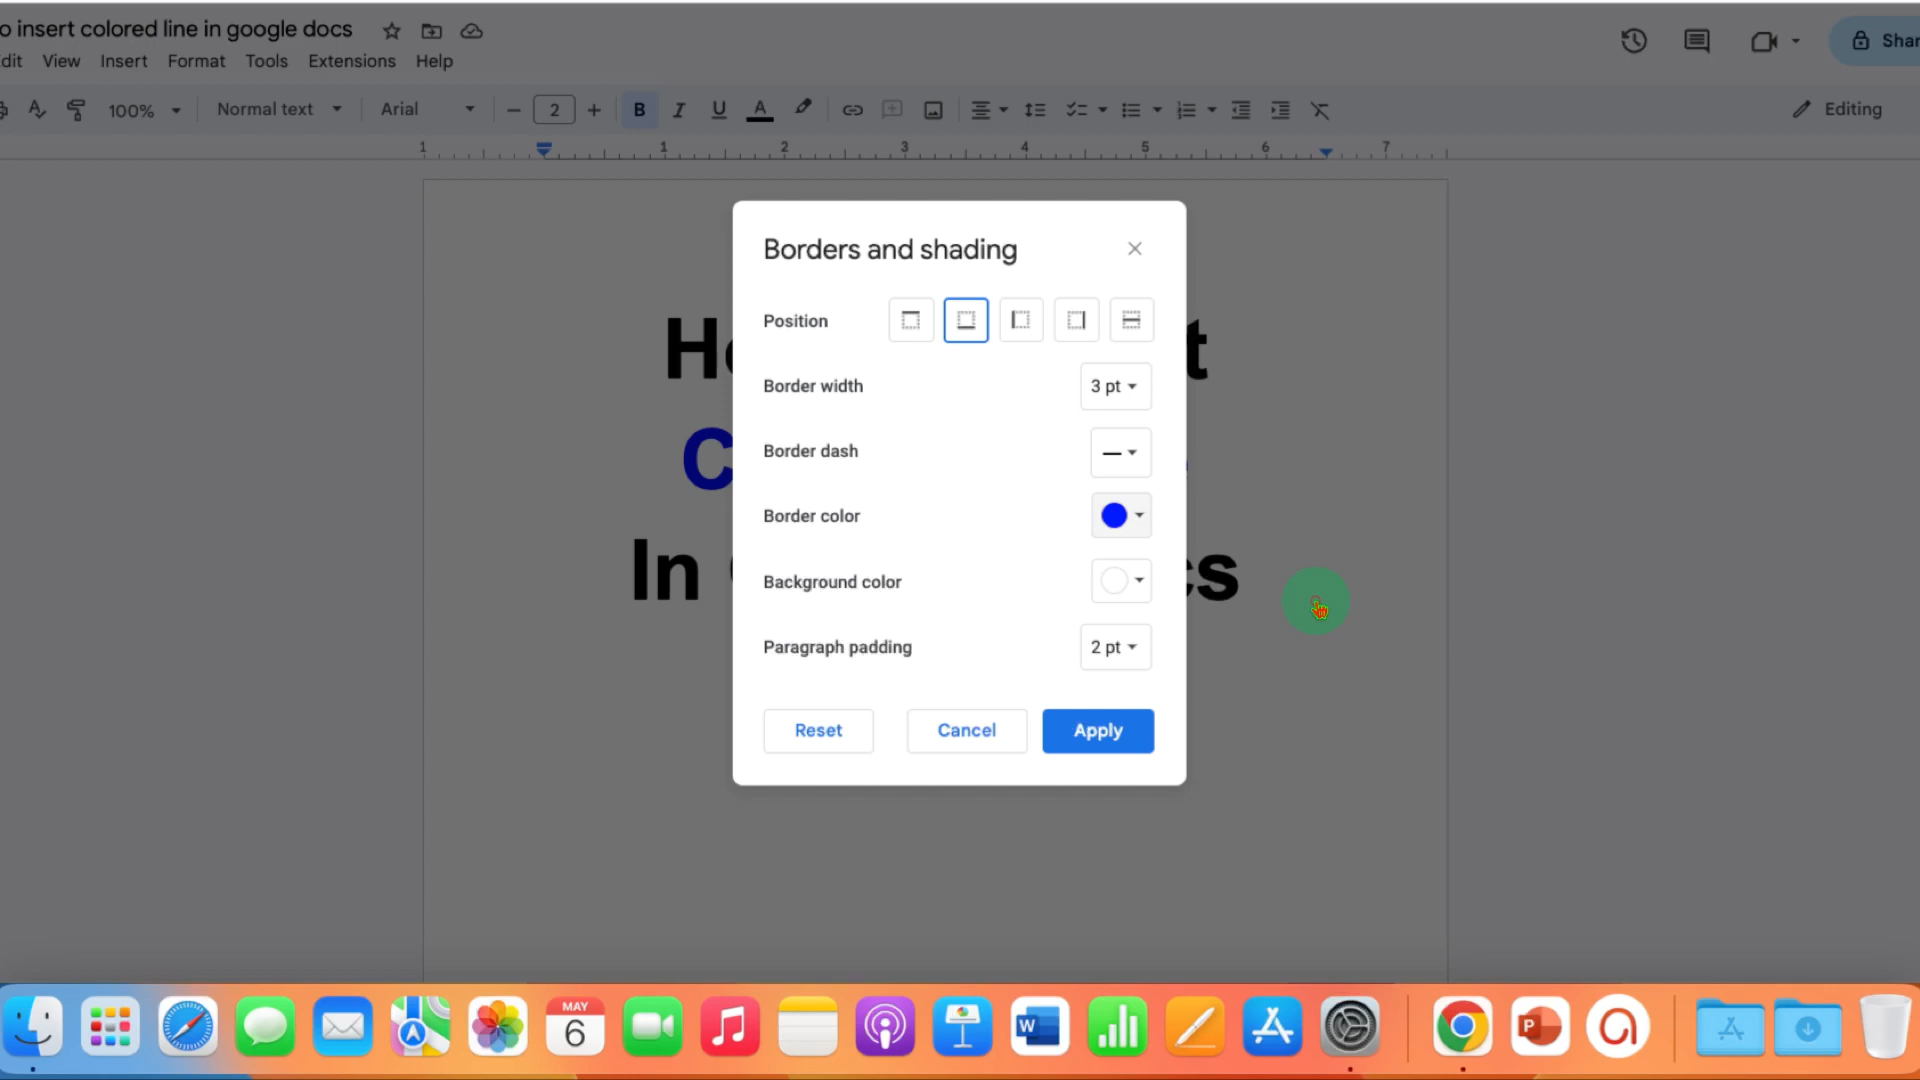 o insert colored line in google docs
dit View Insert Format Tools Extensions Help
Shar
100% Normal text Arial 2 B I U A Editing
1 1 2 3 4 5 6 7
Borders and shading
Position
H t
Border width 3 pt
C
Border dash
Border color
In s
Background color
Paragraph padding 2 pt
Reset Cancel Apply
MAY
6
W
P